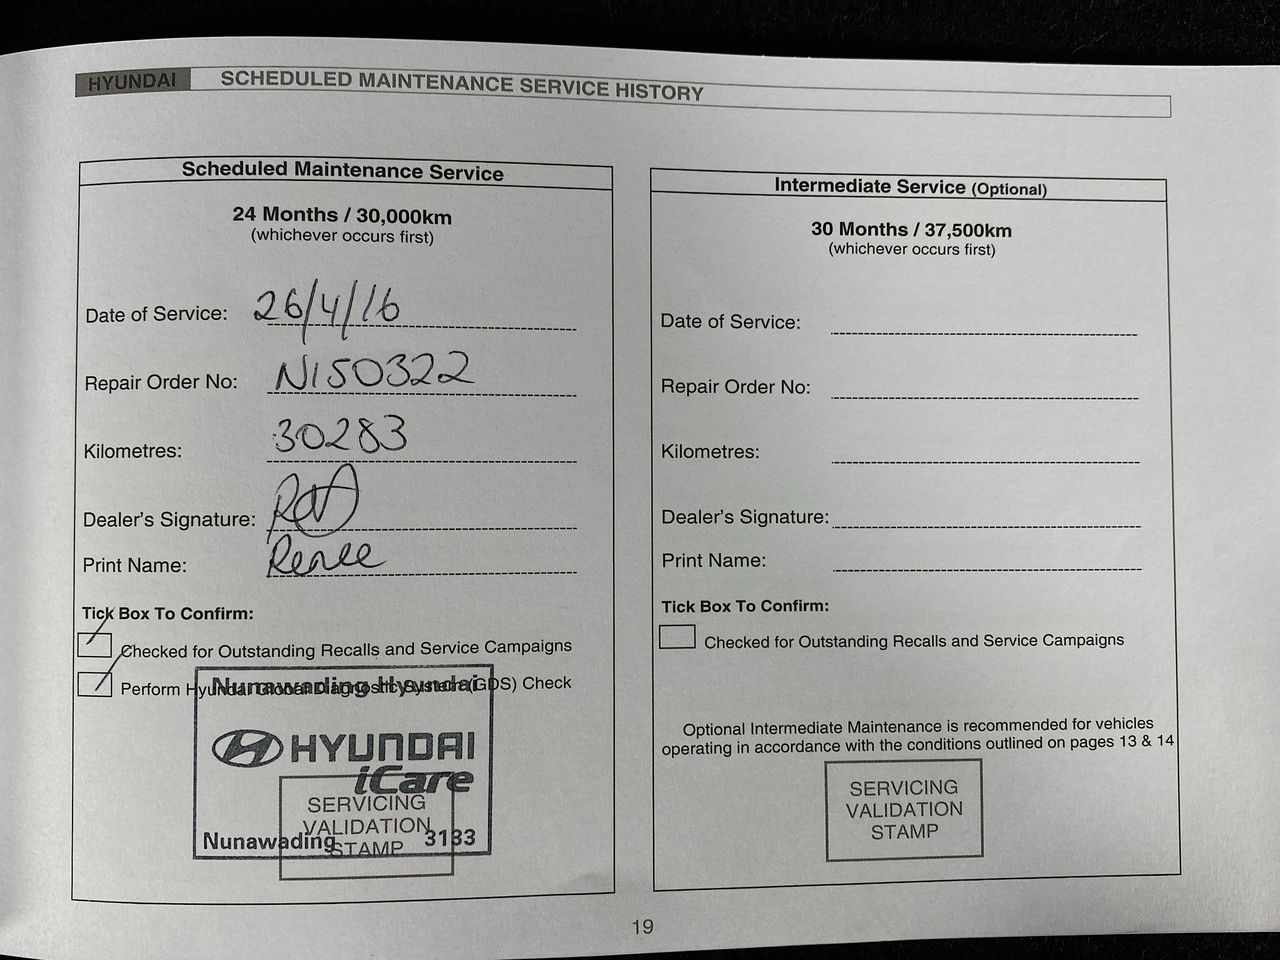 HYUNDAI SCHEDULED MAINTENANCE SERVICE HISTORY
Scheduled Maintenance Service
24 Months / 30,000km
(whichever occurs first)
Date of Service: 26/4/16
Repair Order No: N150322
Kilometres: 30283
Dealer's Signature:
Print Name: Renee
Tick Box To Confirm:
Checked for Outstanding Recalls and Service Campaigns
Perform Hyundai Global Diagnostic System (GDS) Check
Nunawading Hyundai
HYUNDAI
iCare
SERVICING
VALIDATION
STAMP
Nunawading 3133
Intermediate Service (Optional)
30 Months / 37,500km
(whichever occurs first)
Date of Service:
Repair Order No:
Kilometres:
Dealer's Signature:
Print Name:
Tick Box To Confirm:
Checked for Outstanding Recalls and Service Campaigns
Optional Intermediate Maintenance is recommended for vehicles
operating in accordance with the conditions outlined on pages 13 & 14
SERVICING
VALIDATION
STAMP
19